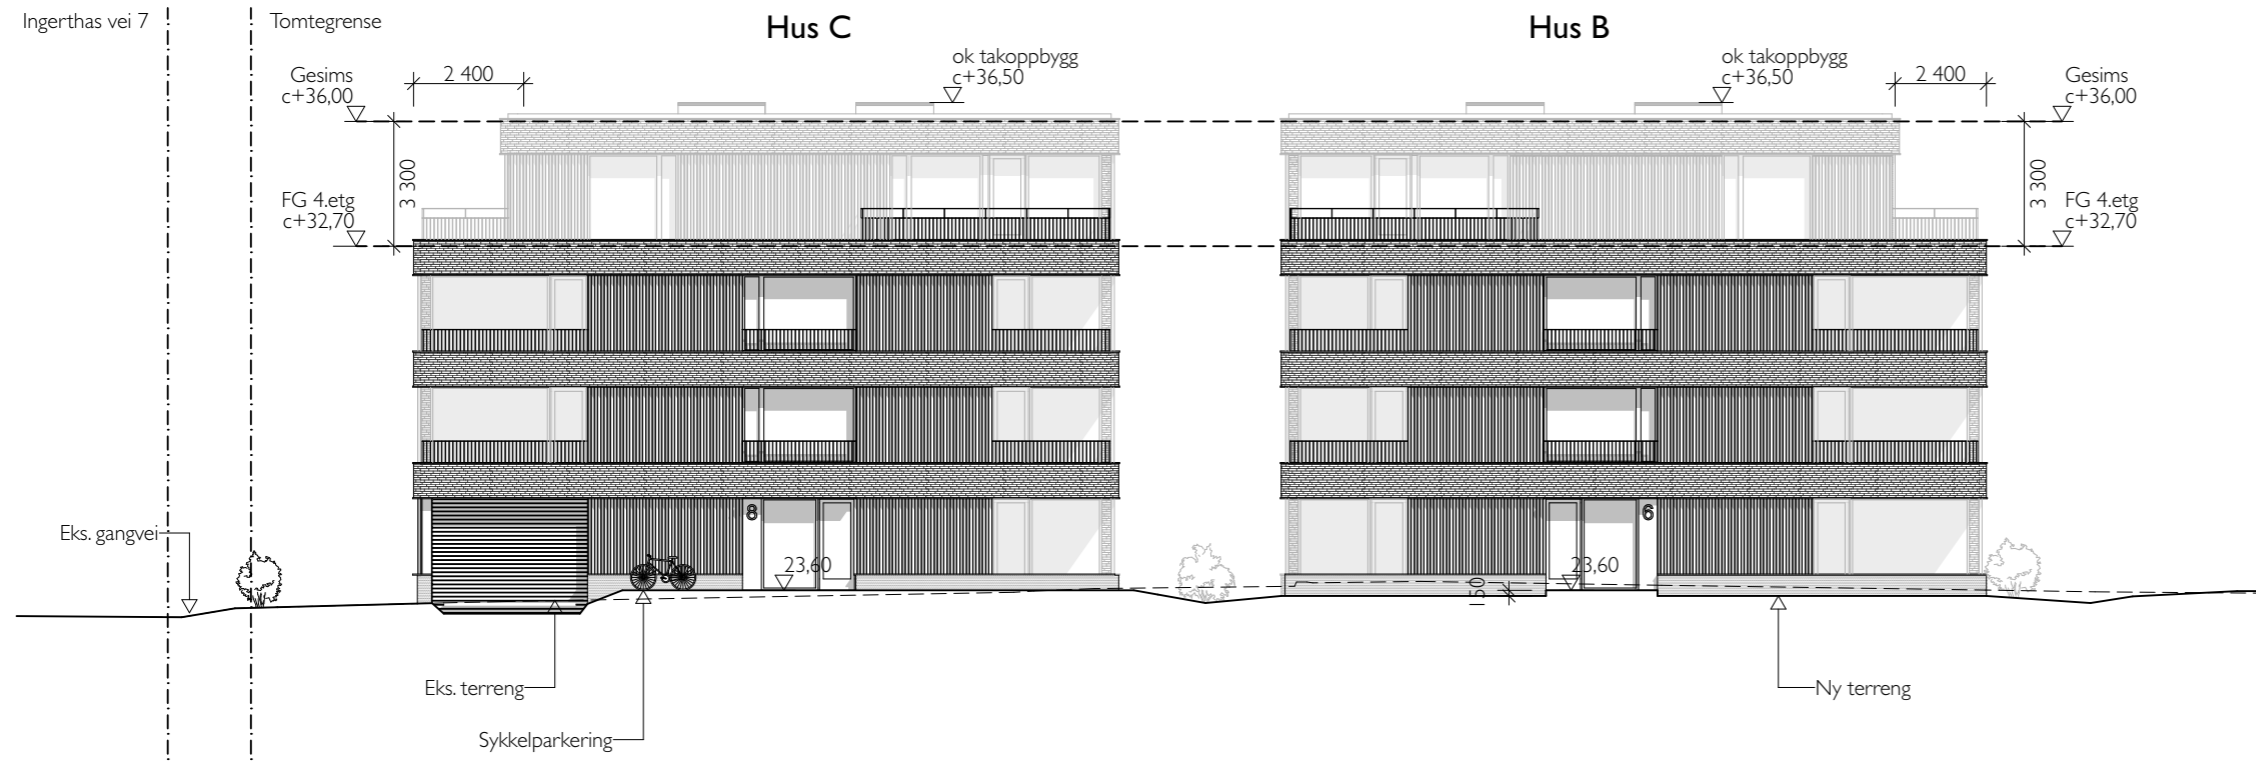 Ingerthas vei 7
Tomtegrense
Hus C
Hus B
ok takoppbygg
c+36,50
ok takoppbygg
c+36,50
Gesims
c+36,00
2 400
2 400
Gesims
c+36,00
3 300
3 300
FG 4.etg
c+32,70
FG 4.etg
c+32,70
8
6
Eks. gangvei
23,60
23,60
150
Eks. terreng
Ny terreng
Sykkelparkering